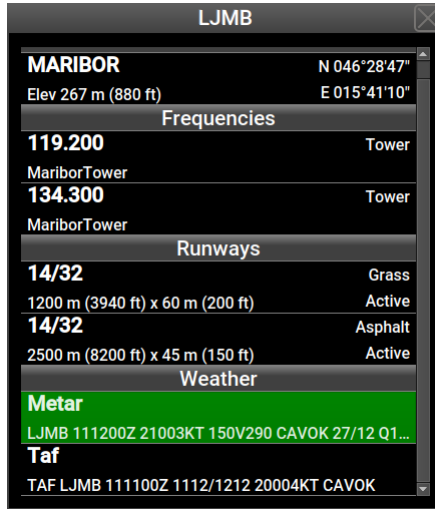 LJMB
MARIBOR N 046°28'47"
Elev 267 m (880 ft) E 015°41'10"
Frequencies
119.200 Tower
MariborTower
134.300 Tower
MariborTower
Runways
14/32 Grass
1200 m (3940 ft) x 60 m (200 ft) Active
14/32 Asphalt
2500 m (8200 ft) x 45 m (150 ft) Active
Weather
Metar
LJMB 111200Z 21003KT 150V290 CAVOK 27/12 Q1...
Taf
TAF LJMB 111100Z 1112/1212 20004KT CAVOK